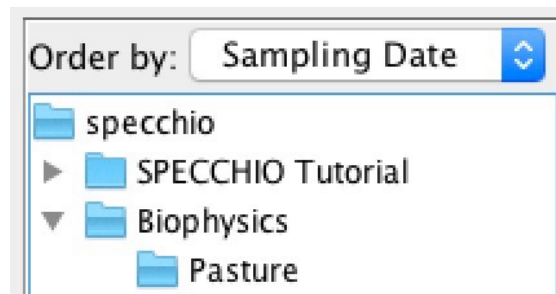 Order by: Sampling Date
specchio
SPECCHIO Tutorial
Biophysics
Pasture